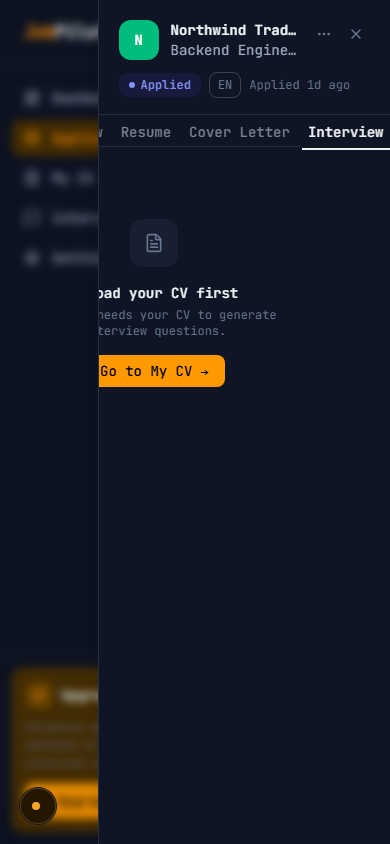 N
Northwind Trad…
Backend Engine…
Applied
EN
Applied 1d ago
Resume
Cover Letter
Interview
oad your CV first
needs your CV to generate
terview questions.
Go to My CV →